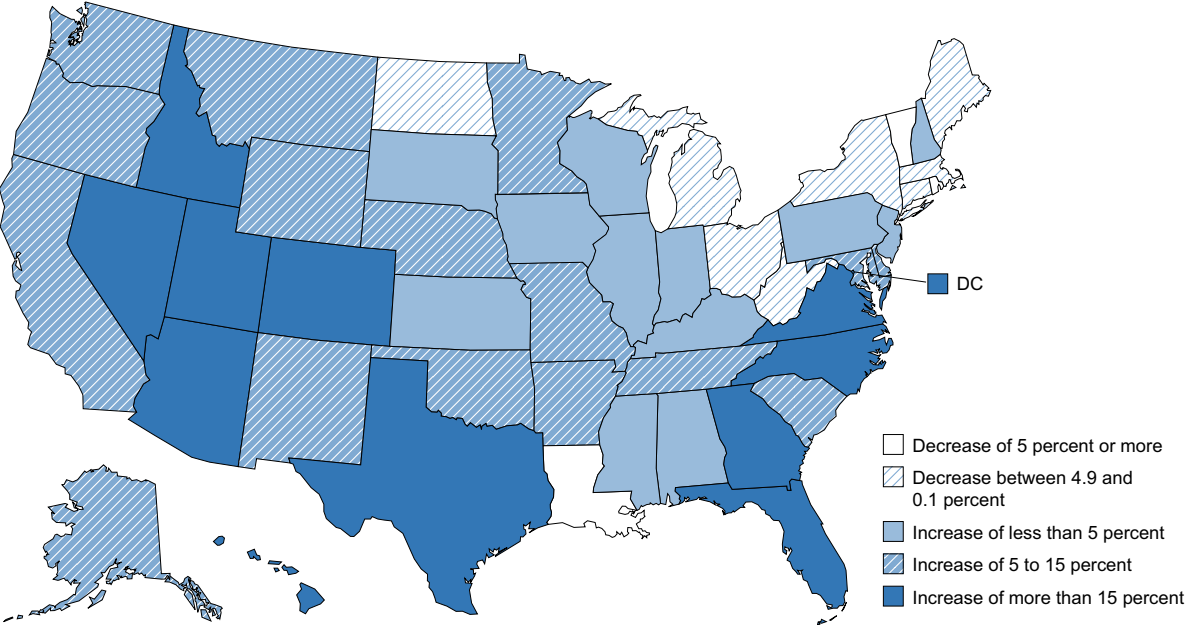 DC
Decrease of 5 percent or more
Decrease between 4.9 and
0.1 percent
Increase of less than 5 percent
Increase of 5 to 15 percent
Increase of more than 15 percent